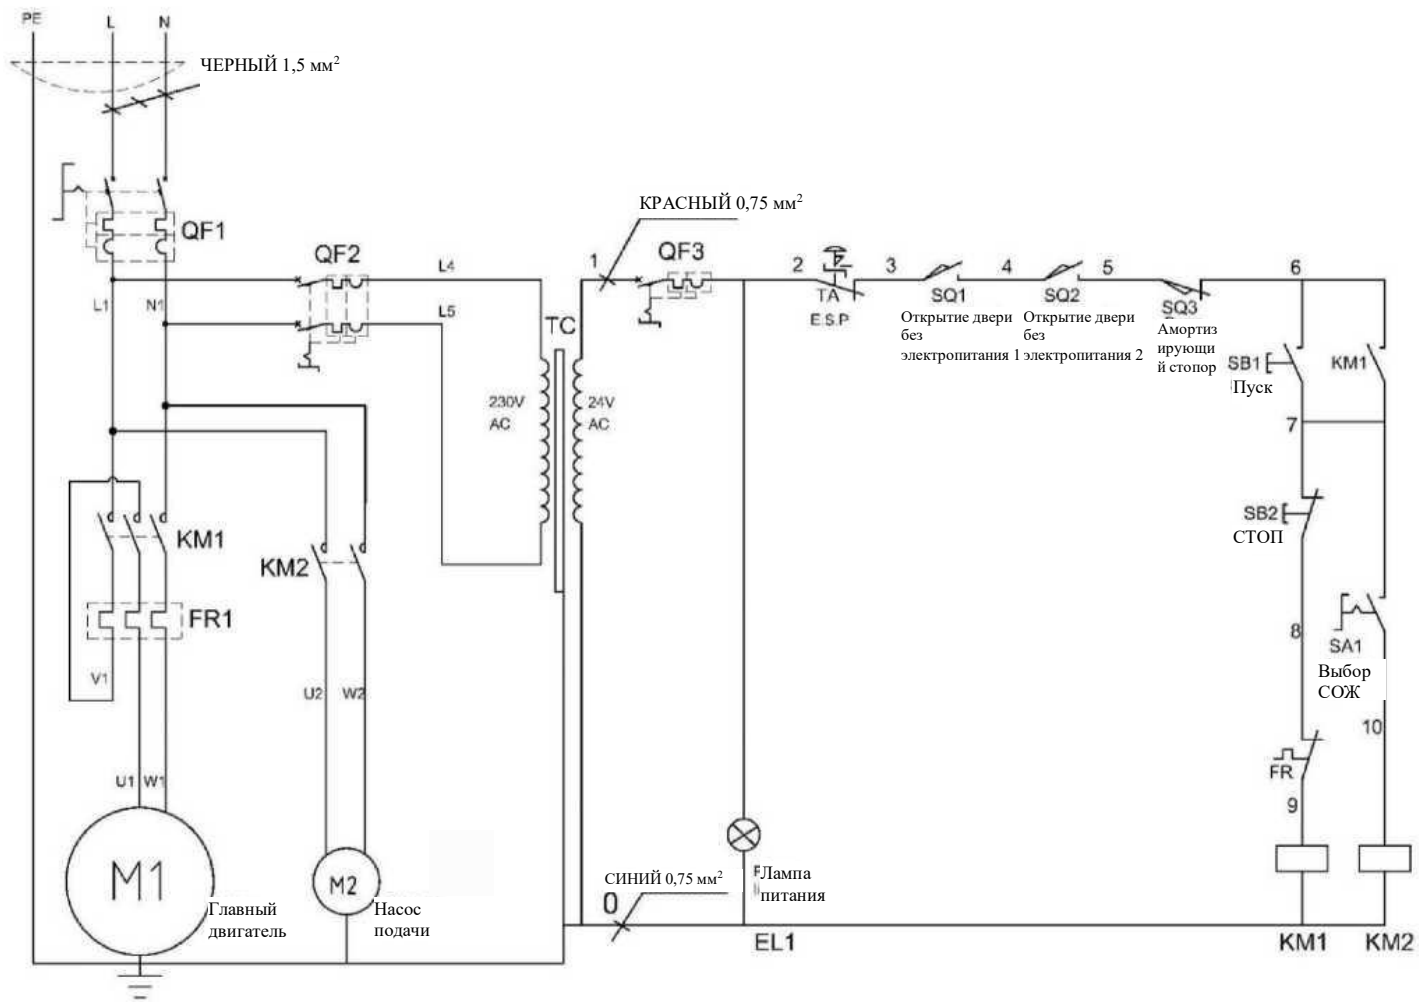 PE L N
ЧЕРНЫЙ 1,5 мм²
КРАСНЫЙ 0,75 мм²
QF1
QF2
QF3
L4
L5
L1
N1
1
2
3
4
5
6
TA
E.S.P
SQ1
SQ2
SQ3
Открытие двери
без
электропитания 1
Открытие двери
без
электропитания 2
Амортиз
ирующи
й стопор
TC
230V
AC
24V
AC
SB1
Пуск
KM1
7
KM1
KM2
SB2
СТОП
FR1
8
SA1
Выбор
СОЖ
V1
U2
W2
10
U1
W1
FR
9
M1
Главный
двигатель
M2
Насос
подачи
СИНИЙ 0,75 мм²
0
Лампа
питания
EL1
KM1
KM2